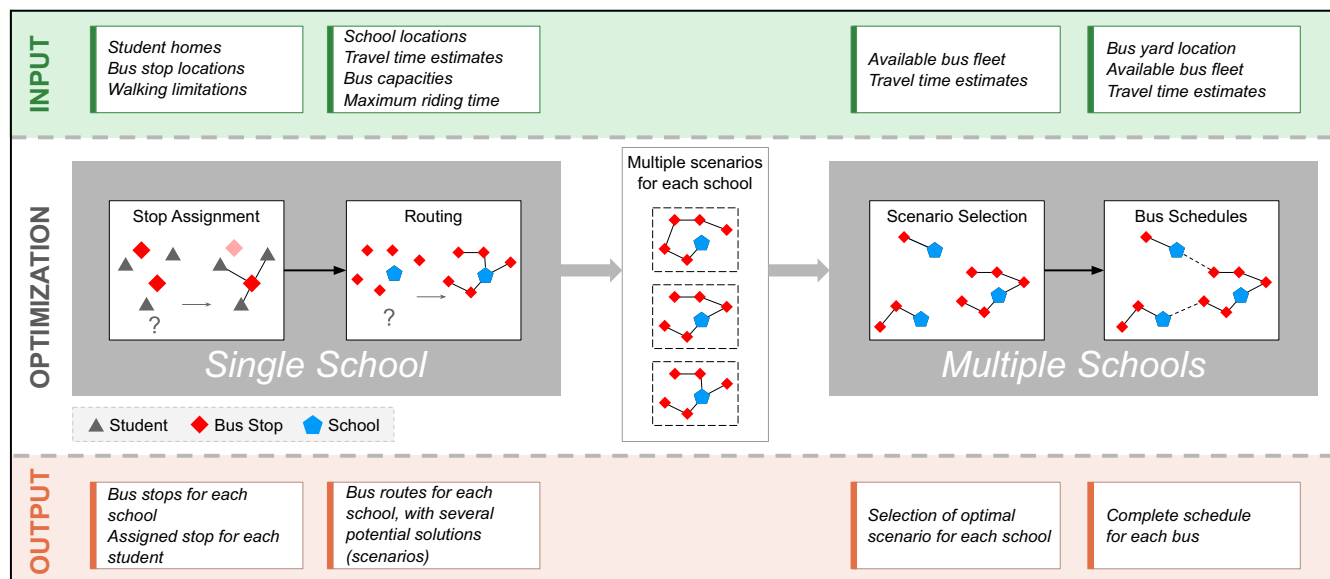 INPUT
Student homes
Bus stop locations
Walking limitations
School locations
Travel time estimates
Bus capacities
Maximum riding time
Available bus fleet
Travel time estimates
Bus yard location
Available bus fleet
Travel time estimates
OPTIMIZATION
Stop Assignment
?
Routing
?
Single School
Multiple scenarios
for each school
Scenario Selection
Bus Schedules
Multiple Schools
Student
Bus Stop
School
OUTPUT
Bus stops for each
school
Assigned stop for each
student
Bus routes for each
school, with several
potential solutions
(scenarios)
Selection of optimal
scenario for each school
Complete schedule
for each bus